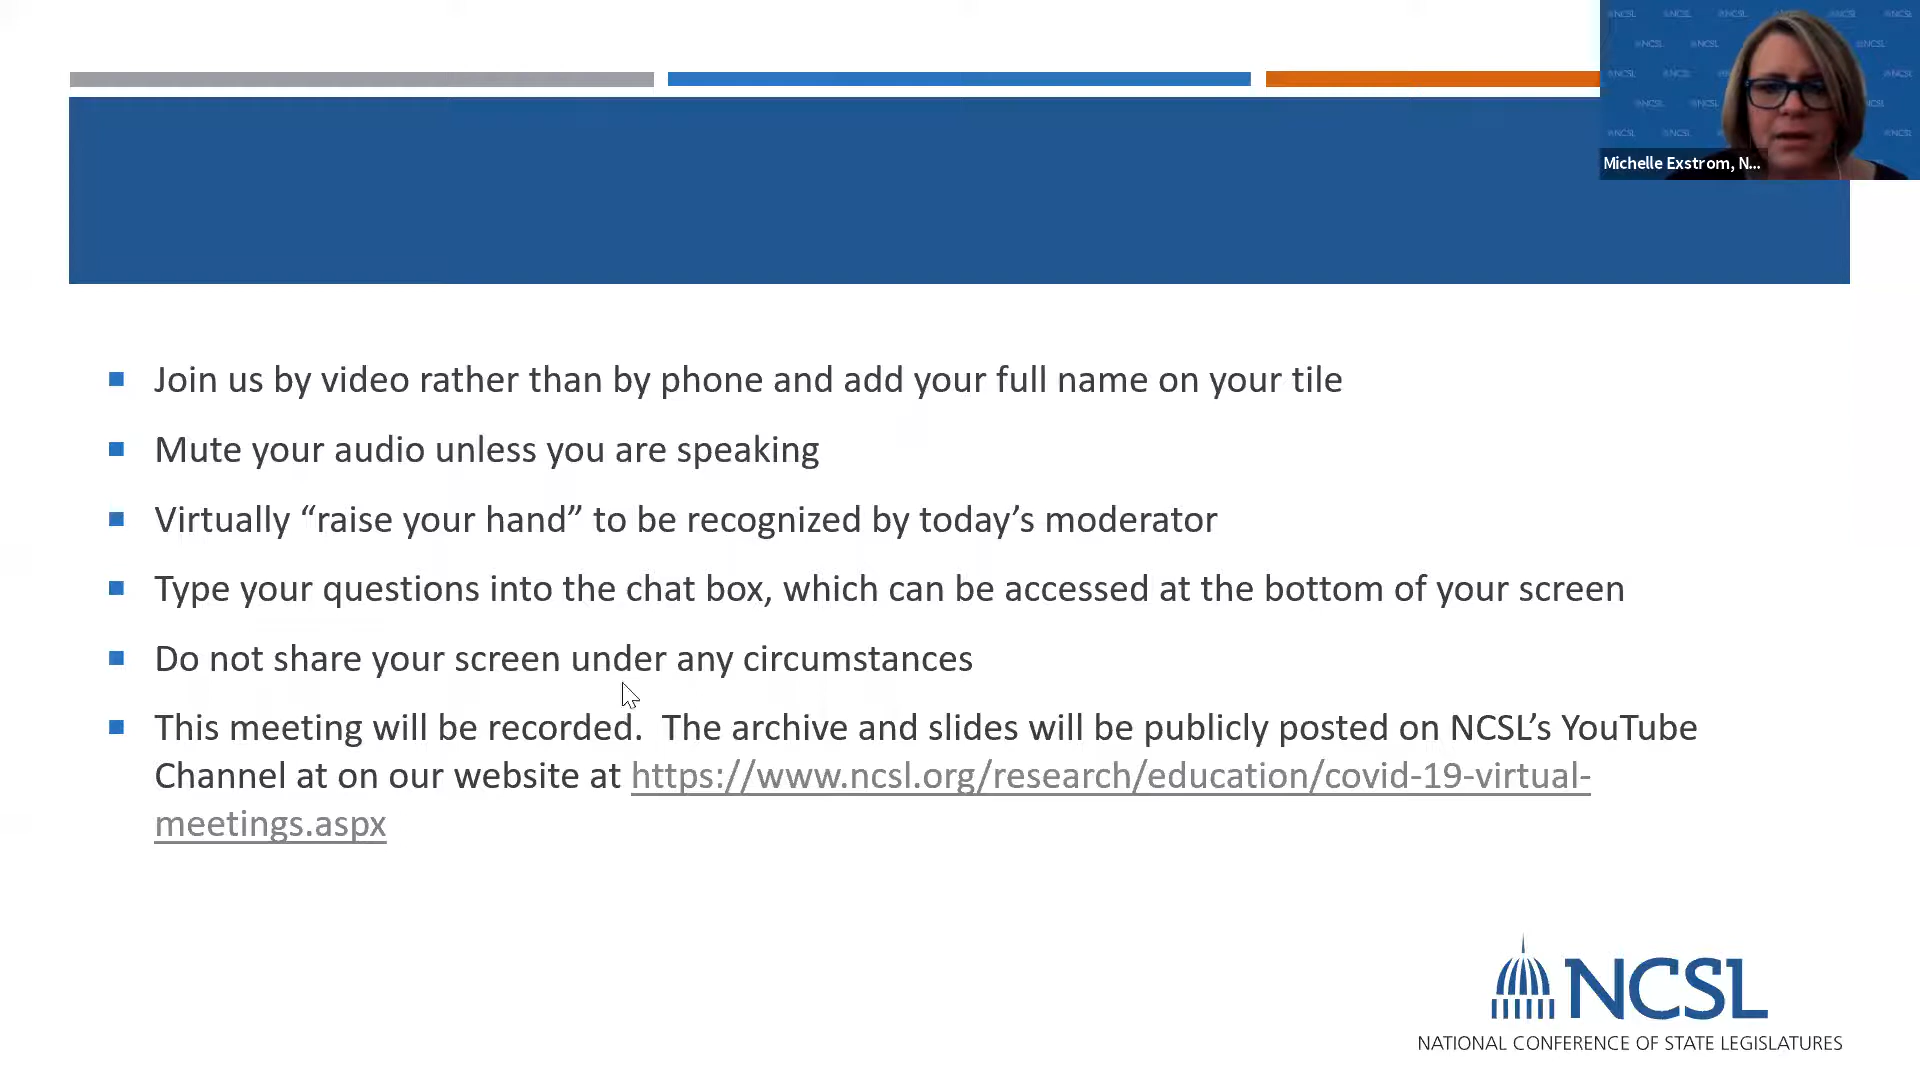 Michelle Exstrom, N...
Join us by video rather than by phone and add your full name on your tile
Mute your audio unless you are speaking
Virtually “raise your hand” to be recognized by today’s moderator
Type your questions into the chat box, which can be accessed at the bottom of your screen
Do not share your screen under any circumstances
This meeting will be recorded.  The archive and slides will be publicly posted on NCSL’s YouTube
Channel at on our website at https://www.ncsl.org/research/education/covid-19-virtual-
meetings.aspx
NCSL
NATIONAL CONFERENCE OF STATE LEGISLATURES